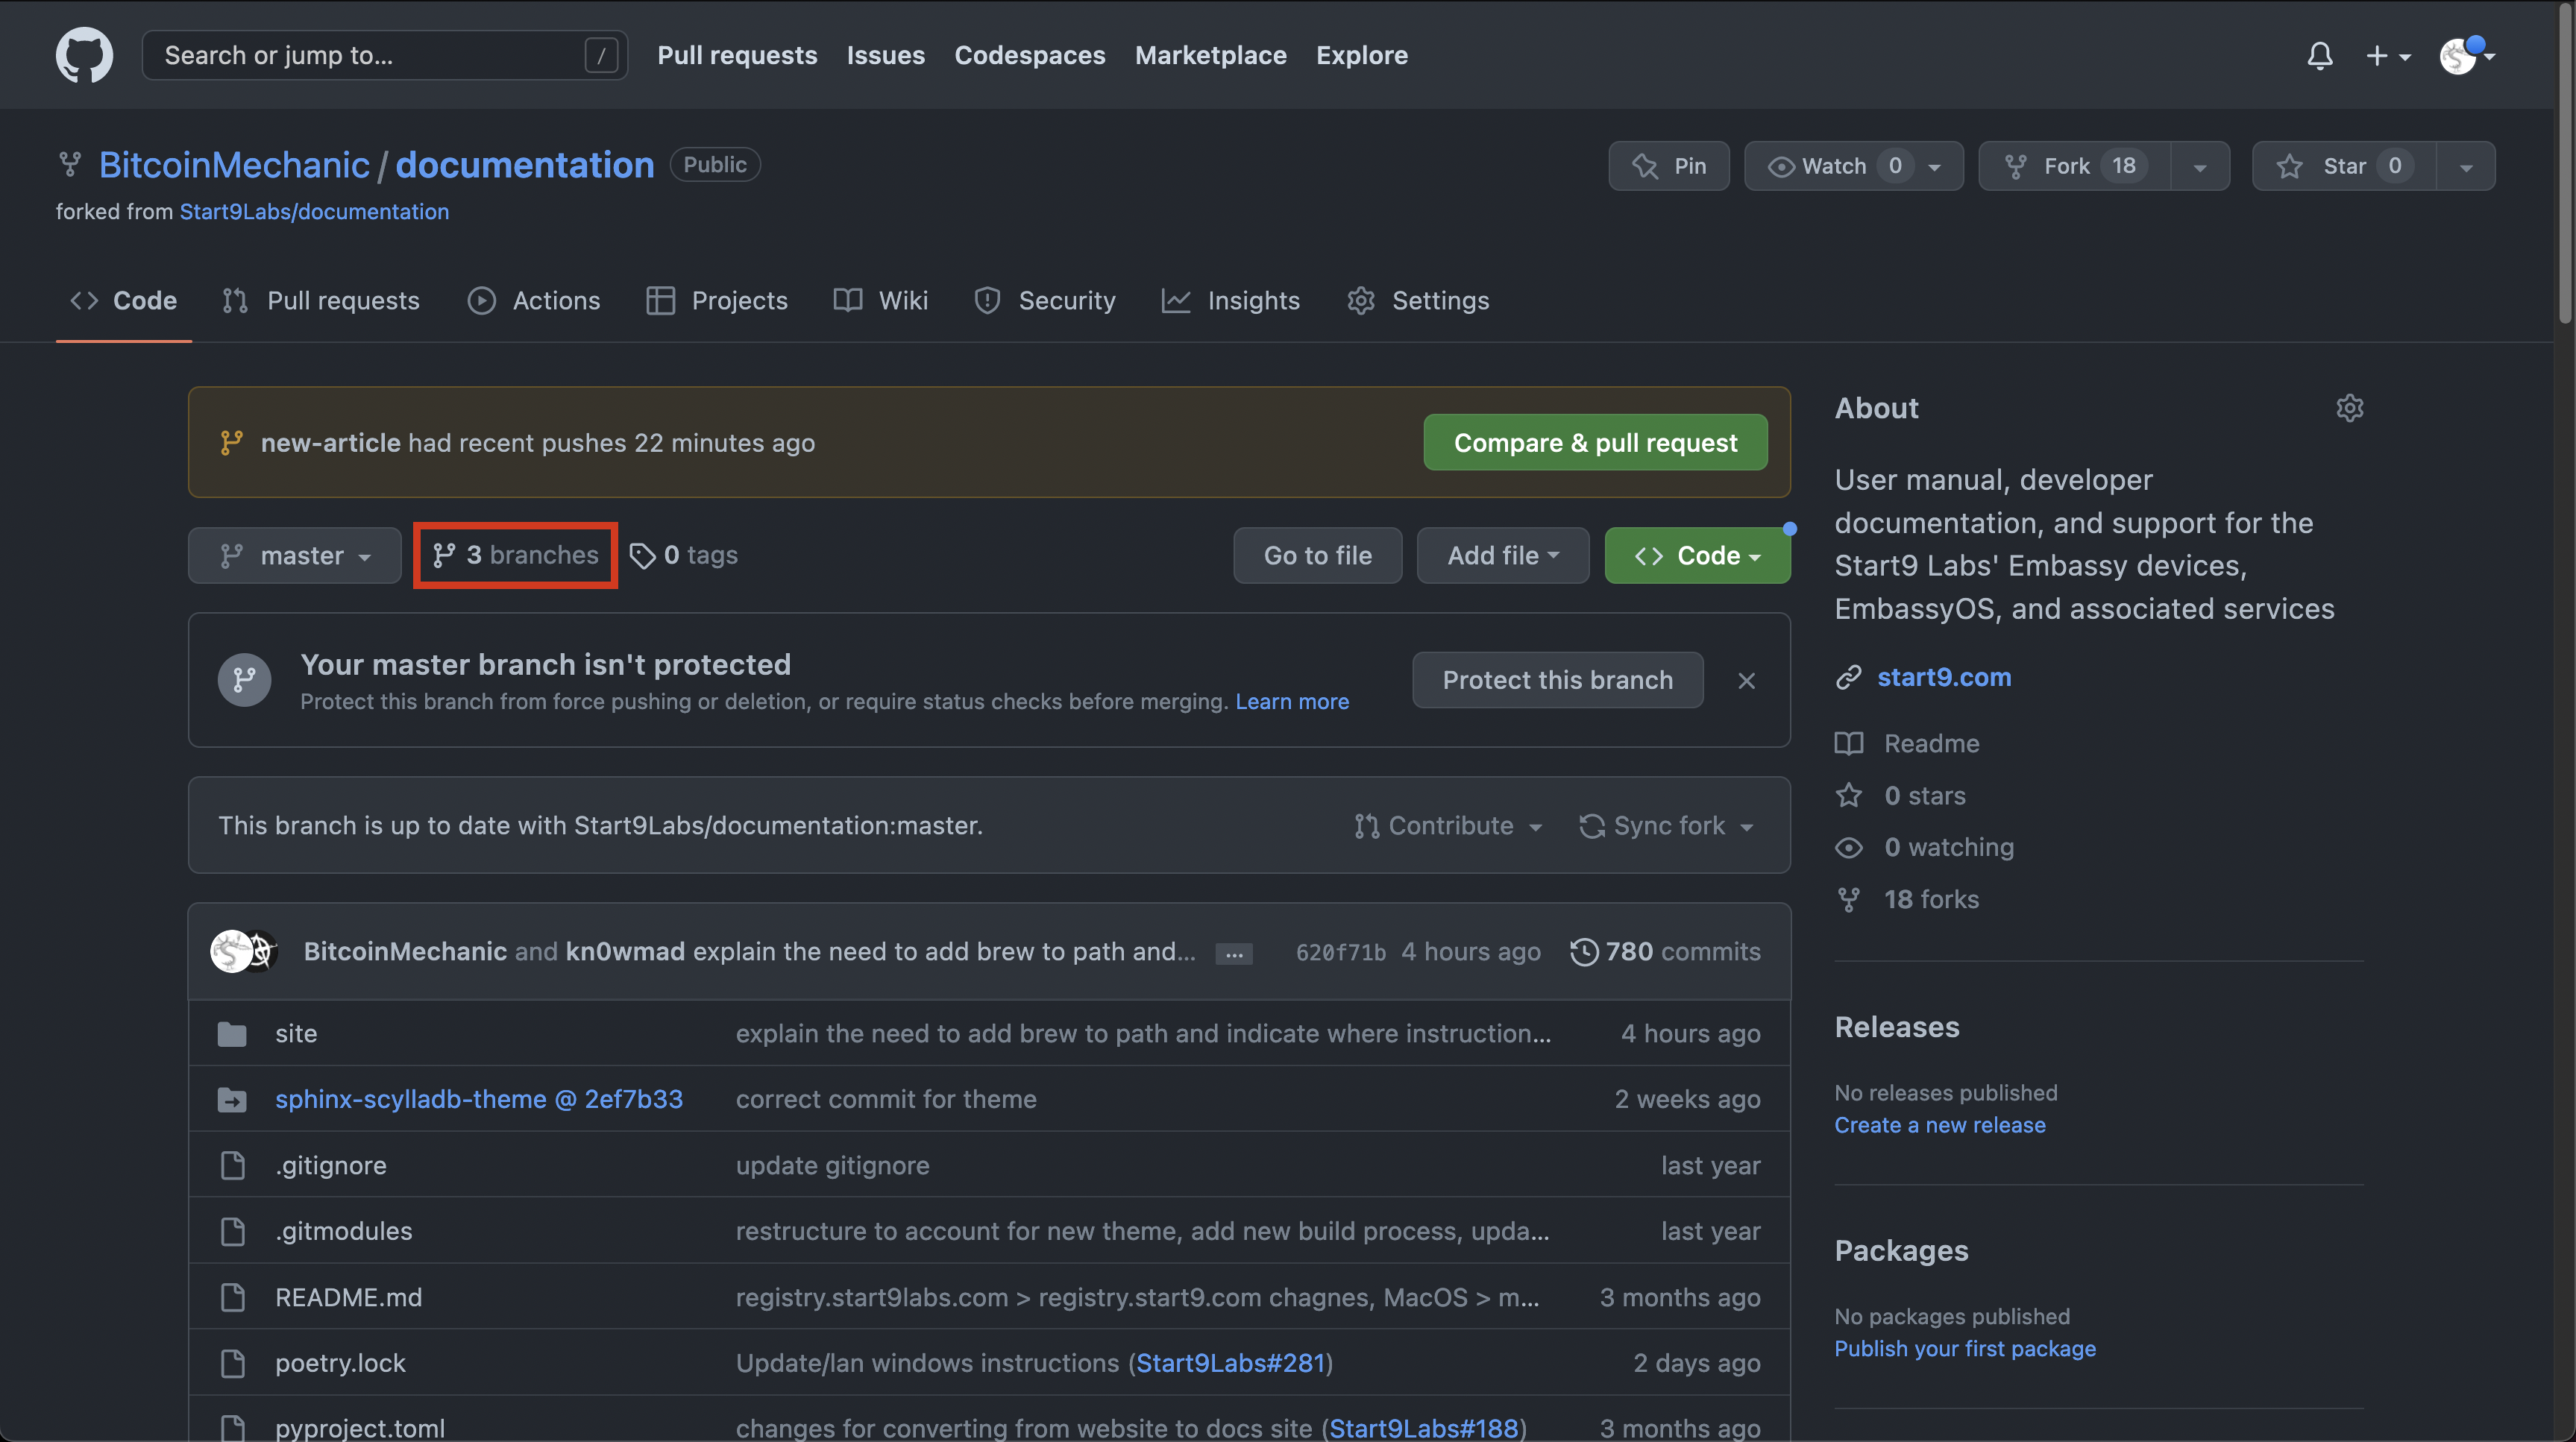 Search or jump to... /
Pull requests Issues Codespaces Marketplace Explore
BitcoinMechanic / documentation Public
Pin Watch 0 Fork 18 Star 0
forked from Start9Labs/documentation
Code Pull requests Actions Projects Wiki Security Insights Settings
new-article had recent pushes 22 minutes ago Compare & pull request
master 3 branches 0 tags Go to file Add file Code
Your master branch isn't protected
Protect this branch from force pushing or deletion, or require status checks before merging. Learn more
Protect this branch
This branch is up to date with Start9Labs/documentation:master. Contribute Sync fork
BitcoinMechanic and kn0wmad explain the need to add brew to path and... ... 620f71b 4 hours ago 780 commits
site explain the need to add brew to path and indicate where instruction... 4 hours ago
sphinx-scylladb-theme @ 2ef7b33 correct commit for theme 2 weeks ago
.gitignore update gitignore last year
.gitmodules restructure to account for new theme, add new build process, upda... last year
README.md registry.start9labs.com > registry.start9.com chagnes, MacOS > m... 3 months ago
poetry.lock Update/lan windows instructions (Start9Labs#281) 2 days ago
pyproject.toml changes for converting from website to docs site (Start9Labs#188) 3 months ago
About
User manual, developer
documentation, and support for the
Start9 Labs' Embassy devices,
EmbassyOS, and associated services
start9.com
Readme
0 stars
0 watching
18 forks
Releases
No releases published
Create a new release
Packages
No packages published
Publish your first package